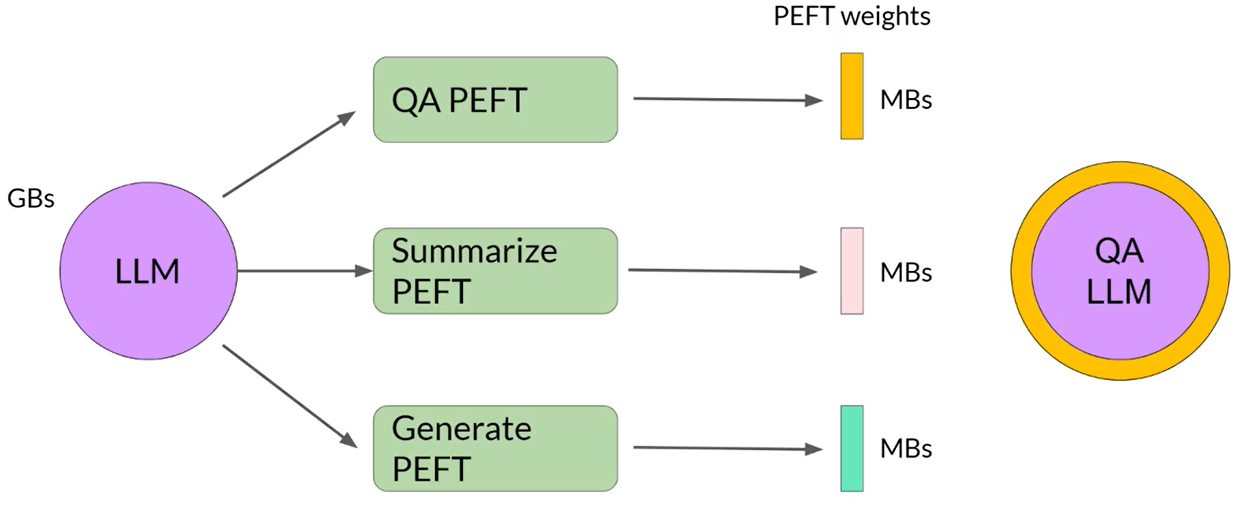 PEFT weights
QA PEFT
MBs
GBs
LLM
Summarize
PEFT
MBs
QA
LLM
Generate
PEFT
MBs